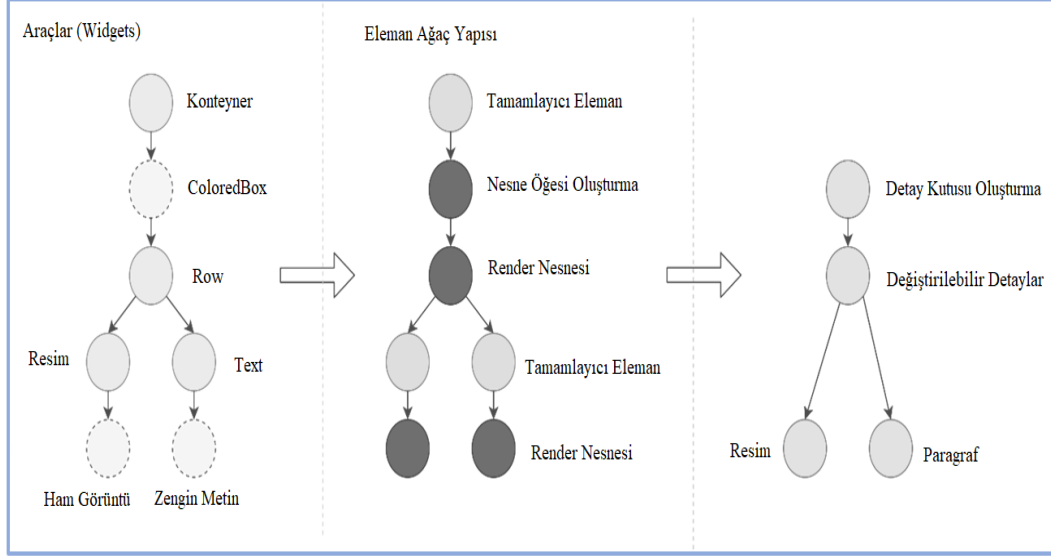 Araçlar (Widgets)
Konteyner
ColoredBox
Row
Resim
Text
Ham Görüntü
Zengin Metin
Eleman Ağaç Yapısı
Tamamlayıcı Eleman
Nesne Öğesi Oluşturma
Render Nesnesi
Tamamlayıcı Eleman
Render Nesnesi
Detay Kutusu Oluşturma
Değiştirilebilir Detaylar
Resim
Paragraf